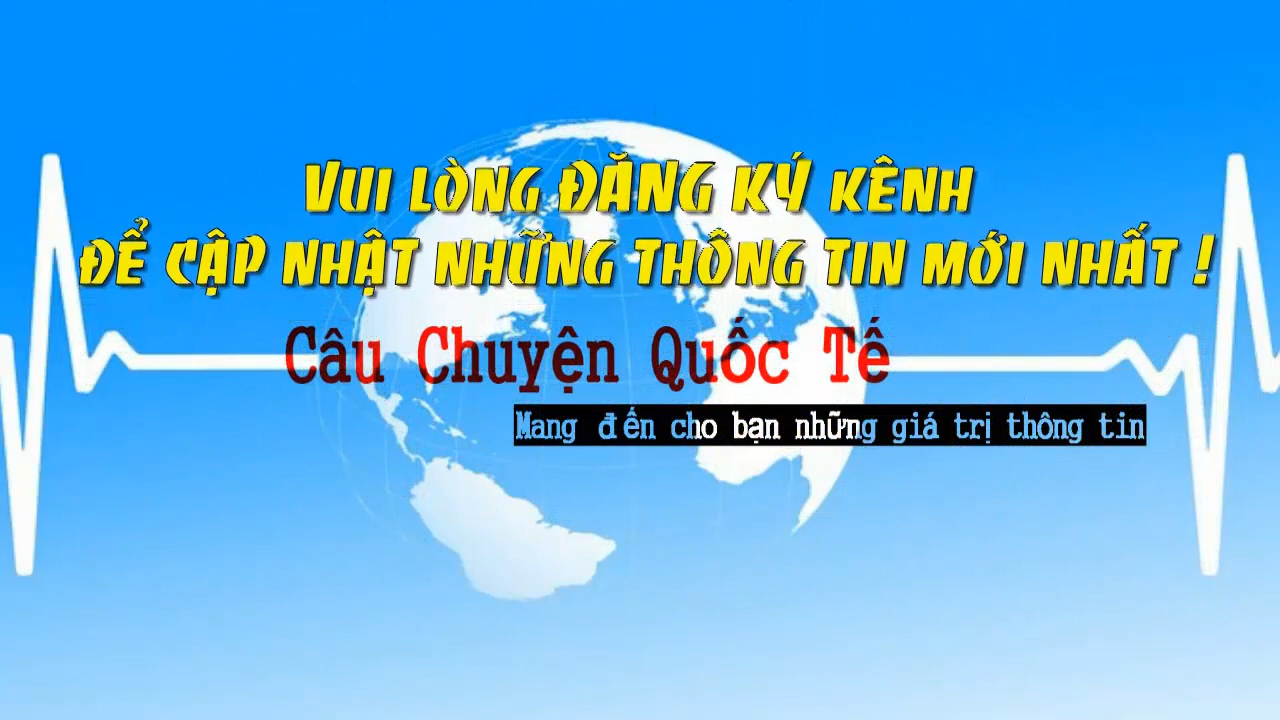 VUI LÒNG ĐĂNG KÝ KÊNH
ĐỂ CẬP NHẬT NHỮNG THÔNG TIN MỚI NHẤT !
Câu Chuyện Quốc Tế
Mang đến cho bạn những giá trị thông tin